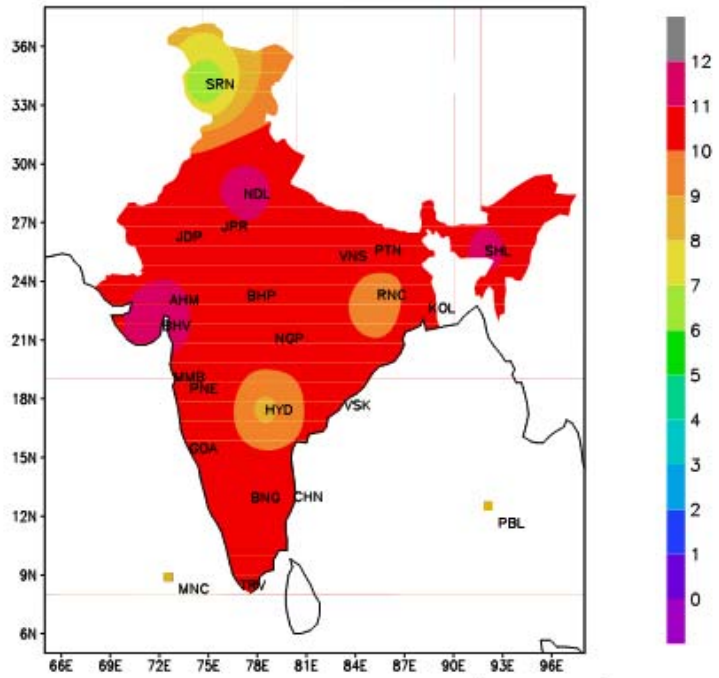 36N
12
SRN
33N
11
10
30N
NDL
9
27N
JPR
JDP
8
VNS
PTN
SHL
7
24N
AHM
BHP
RNC
KOL
6
BHV
21N
NGP
5
MMB
PNE
18N
HYD
VSK
4
GOA
15N
3
BNG
CHN
12N
2
PBL
1
9N
MNC
TRV
0
6N
66E 69E 72E 75E 78E 81E 84E 87E 90E 93E 96E